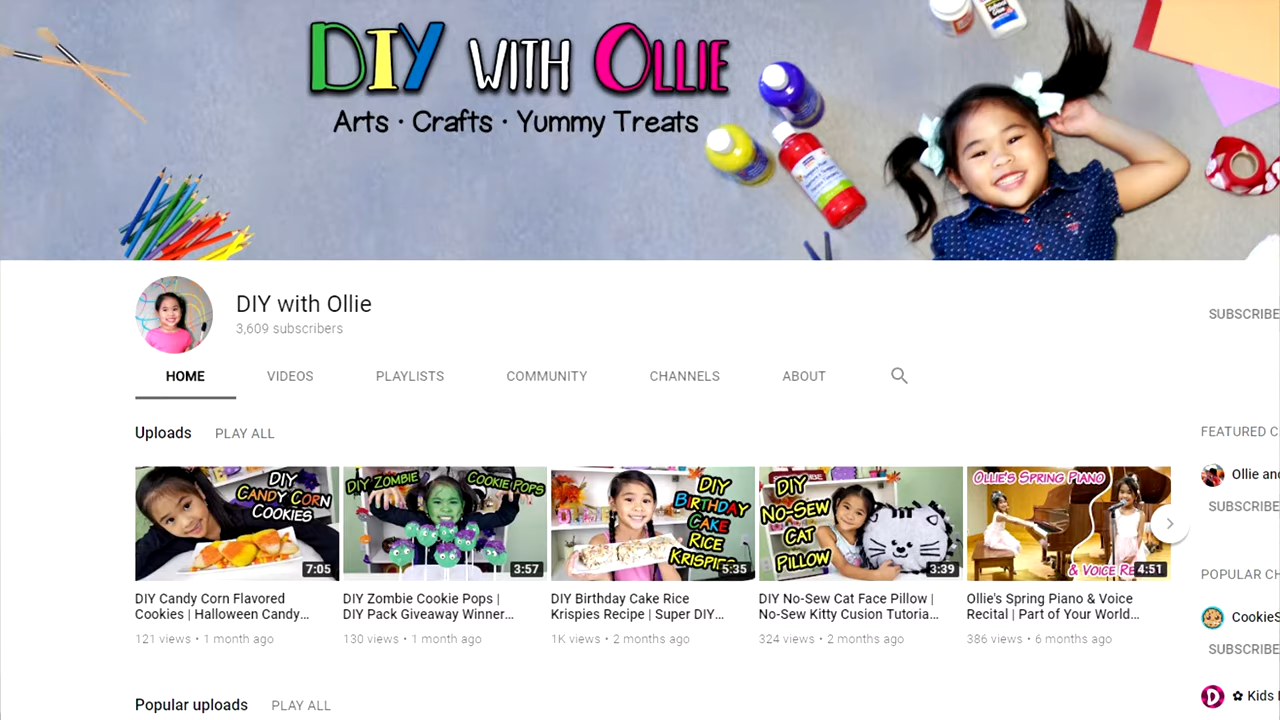 DIY WITH OLLIE
Arts · Crafts · Yummy Treats
DIY with Ollie
3,609 subscribers
SUBSCRIBE
HOME
VIDEOS
PLAYLISTS
COMMUNITY
CHANNELS
ABOUT
Uploads
PLAY ALL
FEATURED C
Ollie an
SUBSCRIBE
DIY
CANDY CORN
COOKIES
7:05
DIY ZOMBIE
COOKIE POPS
3:57
DIY
BIRTHDAY
CAKE
RICE
KRISPIE
5:35
DIY
NO-SEW
CAT
PILLOW
3:39
OLLIE'S SPRING PIANO
& VOICE RE
4:51
DIY Candy Corn Flavored
Cookies | Halloween Candy...
121 views • 1 month ago
DIY Zombie Cookie Pops |
DIY Pack Giveaway Winner...
130 views • 1 month ago
DIY Birthday Cake Rice
Krispies Recipe | Super DIY...
1K views • 2 months ago
DIY No-Sew Cat Face Pillow |
No-Sew Kitty Cusion Tutoria...
324 views • 2 months ago
Ollie's Spring Piano & Voice
Recital | Part of Your World...
386 views • 6 months ago
POPULAR CH
CookieS
SUBSCRIBE
✿ Kids
Popular uploads
PLAY ALL